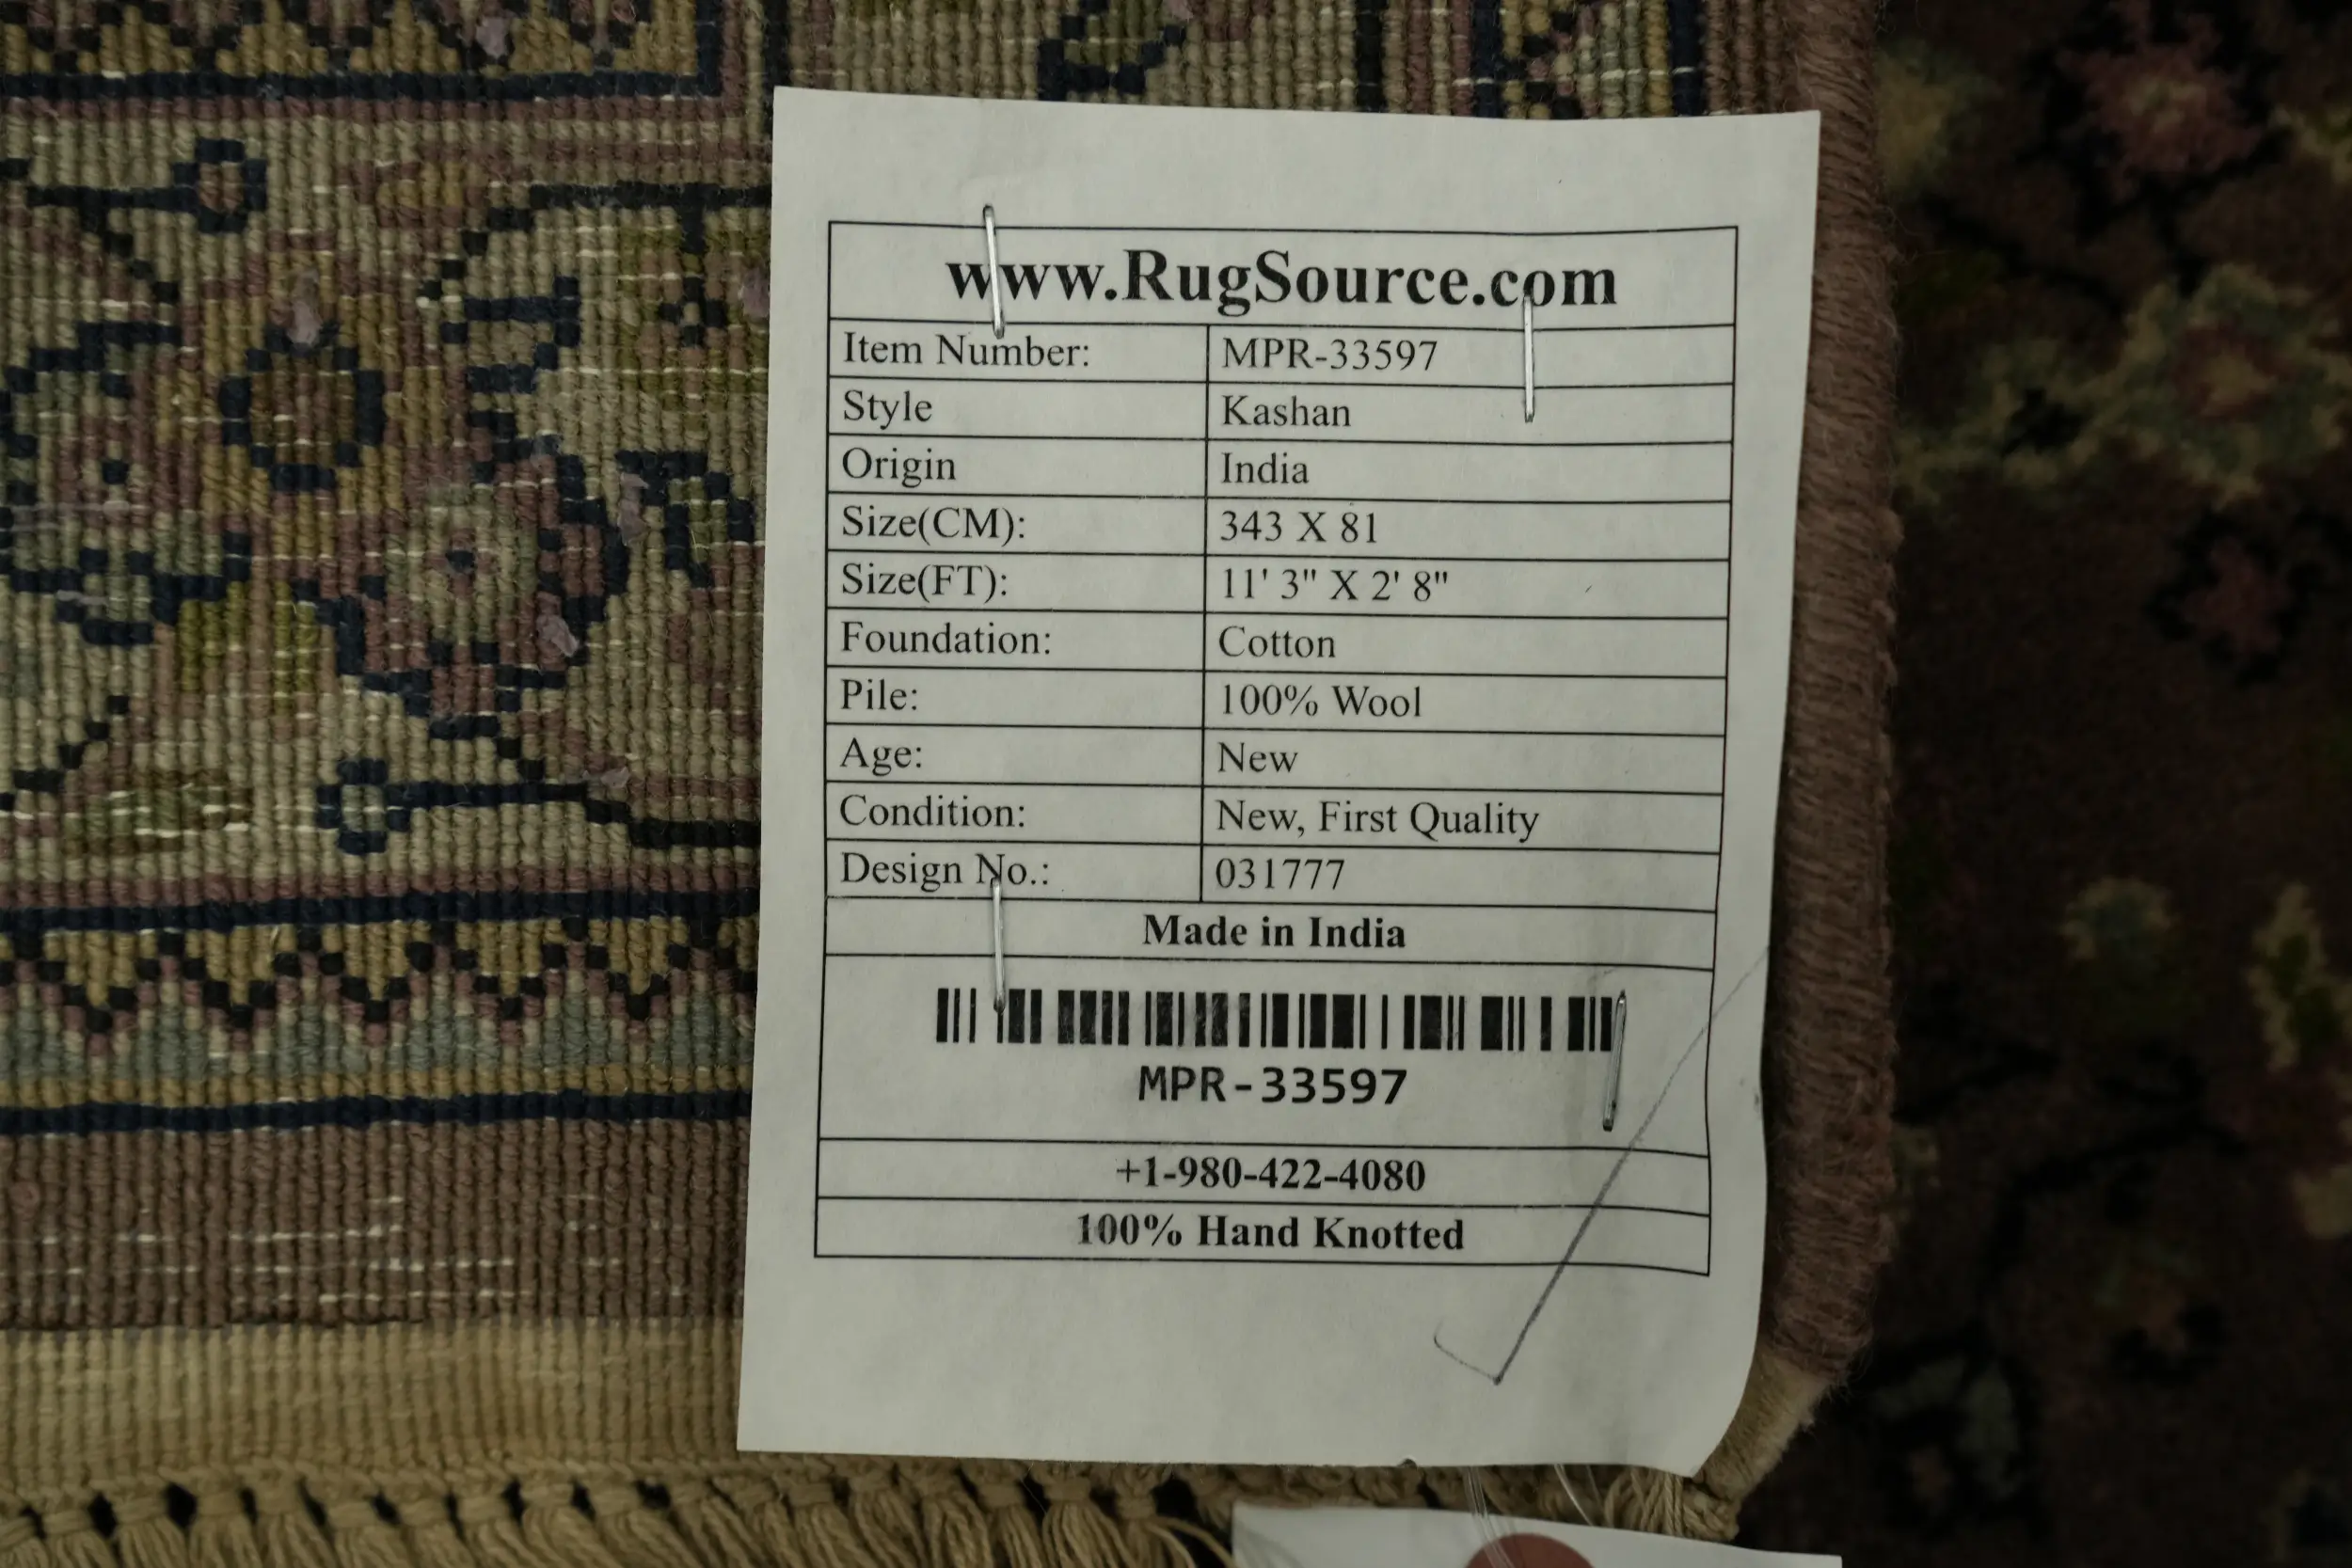 www.RugSource.com
Item Number: MPR-33597
Style Kashan
Origin India
Size(CM): 343 X 81
Size(FT): 11' 3" X 2' 8"
Foundation: Cotton
Pile: 100% Wool
Age: New
Condition: New, First Quality
Design No.: 031777
Made in India
MPR-33597
+1-980-422-4080
100% Hand Knotted